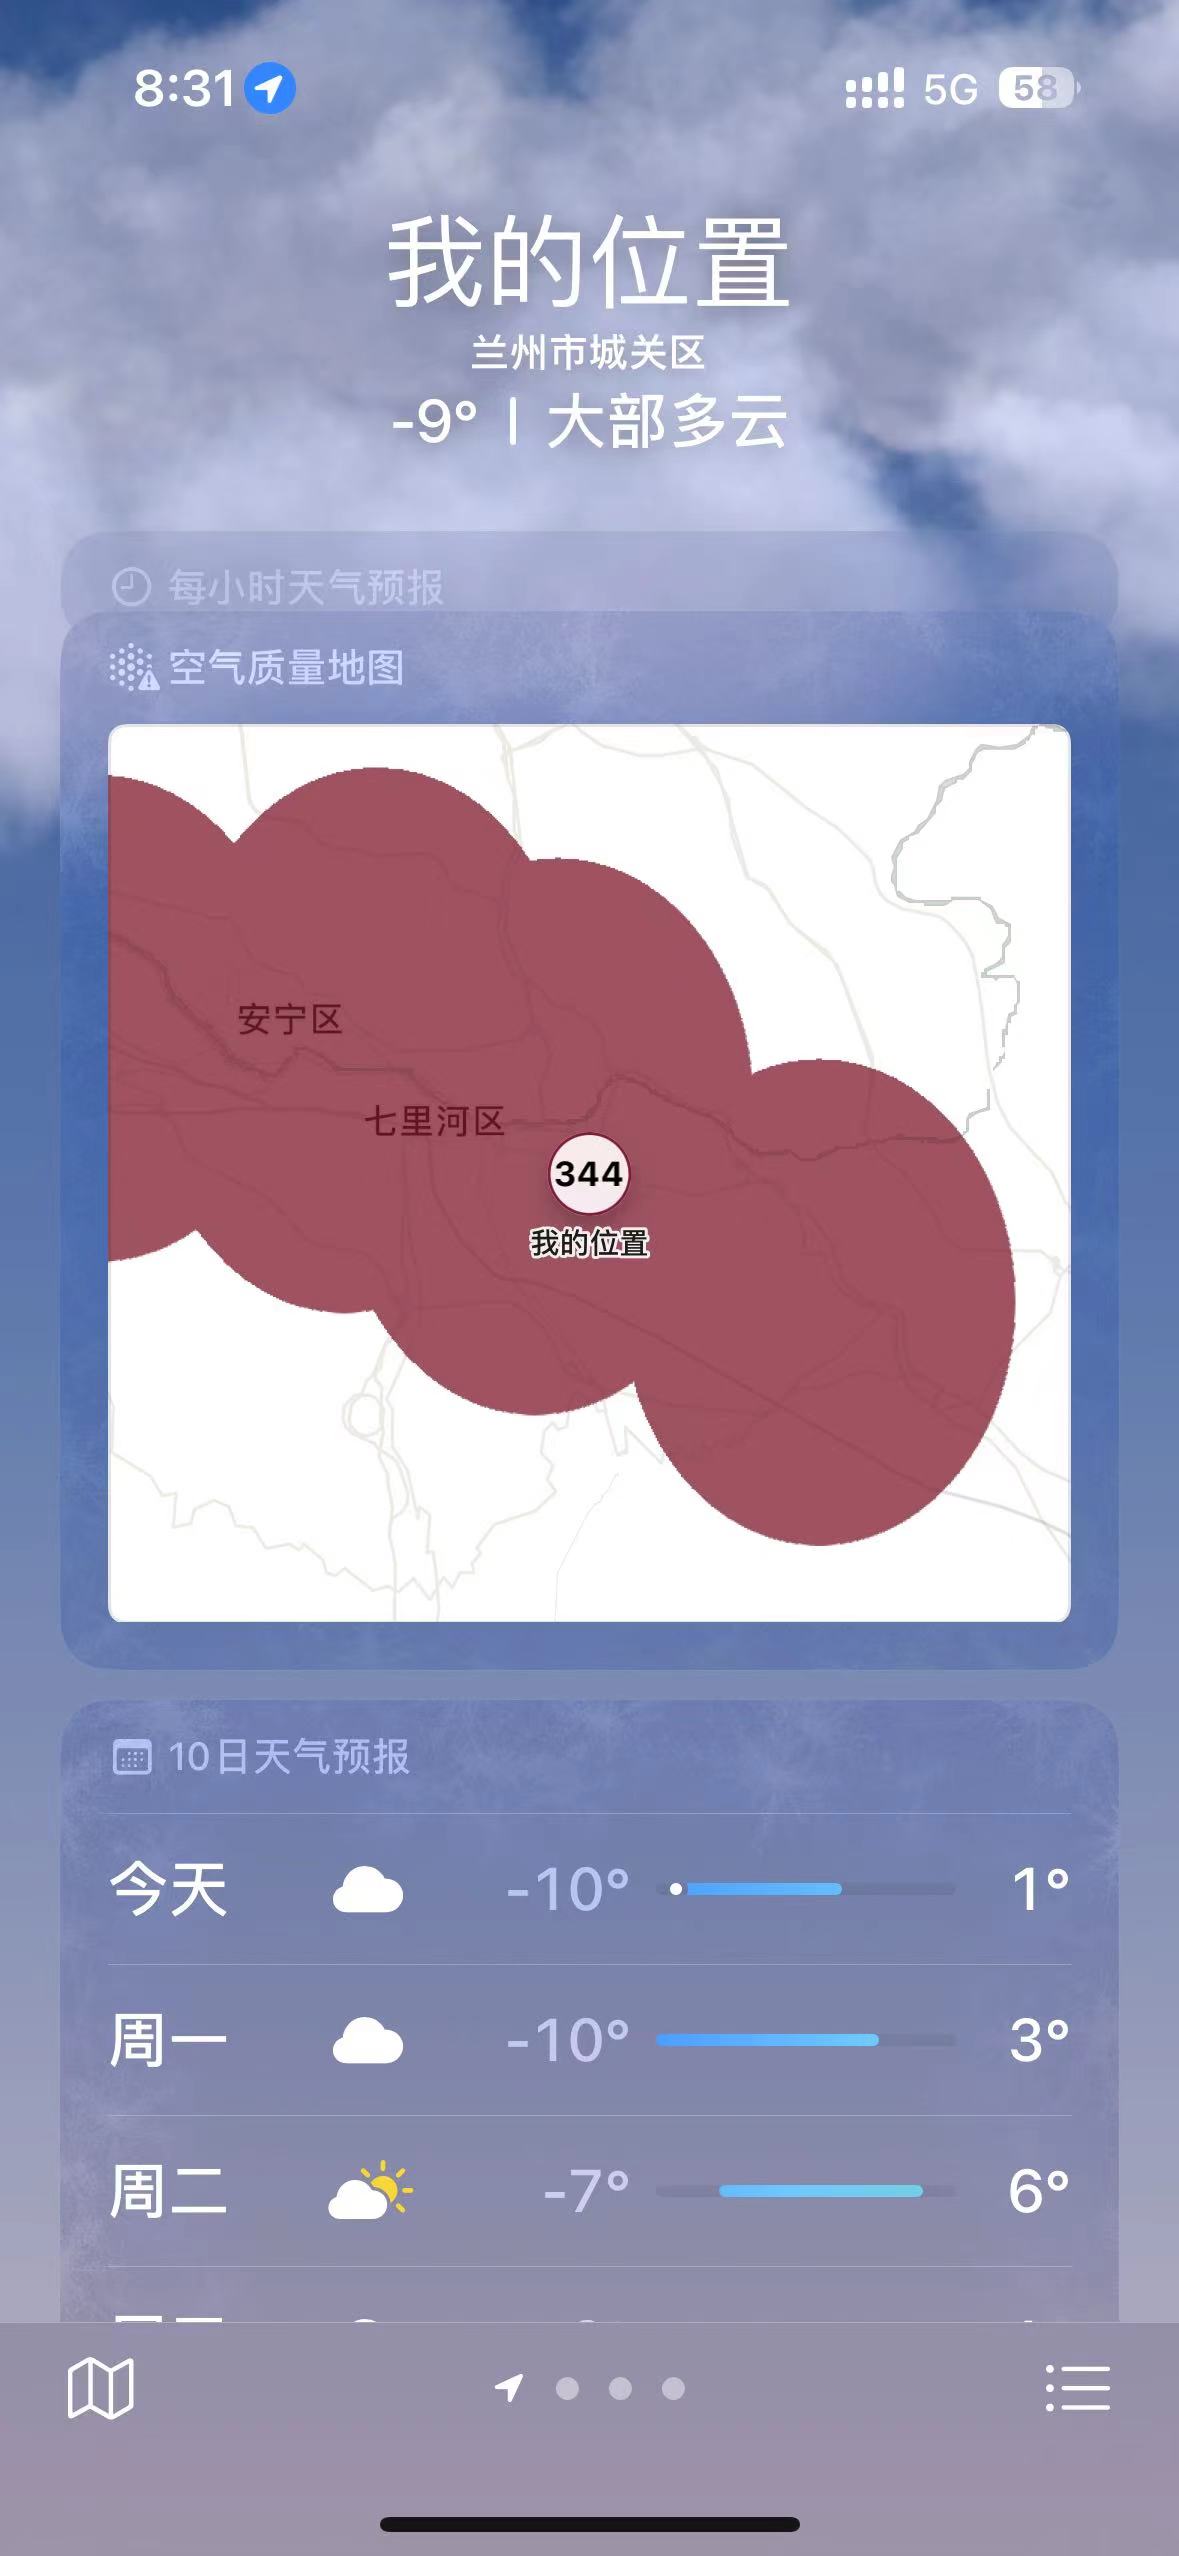 8:31
5G
58
我的位置
兰州市城关区
-9° | 大部多云
每小时天气预报
空气质量地图
安宁区
七里河区
344
我的位置
10日天气预报
今天 -10° 1°
周一 -10° 3°
周二 -7° 6°